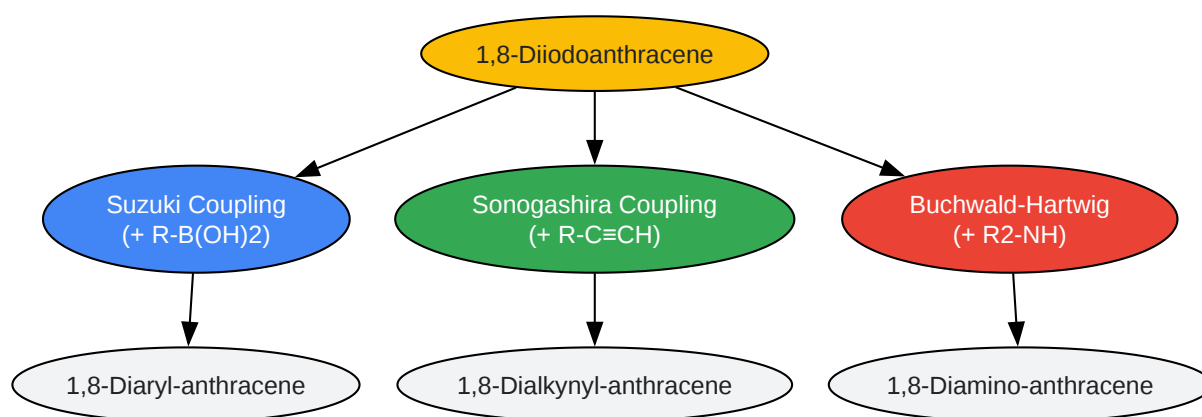 1,8-Diiodoanthracene
Suzuki Coupling
(+ R-B(OH)2)
Sonogashira Coupling
(+ R-C≡CH)
Buchwald-Hartwig
(+ R2-NH)
1,8-Diaryl-anthracene
1,8-Dialkynyl-anthracene
1,8-Diamino-anthracene